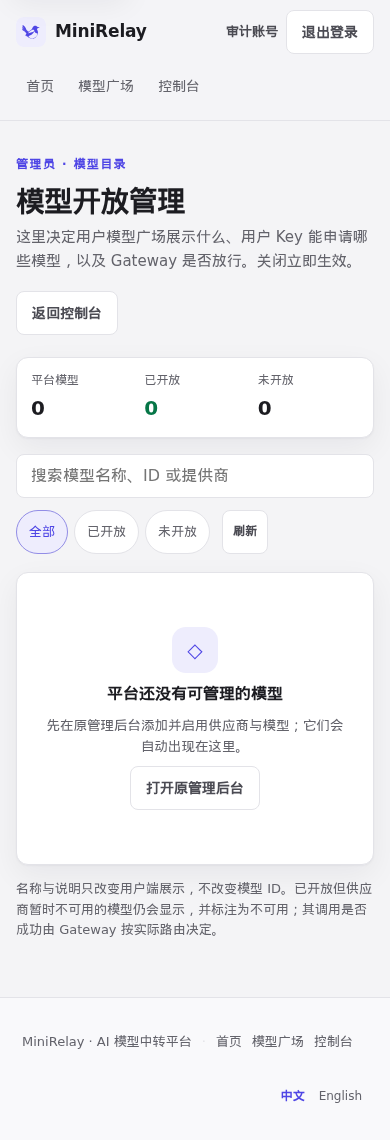 MiniRelay
审计账号
退出登录
首页
模型广场
控制台
管理员 · 模型目录
模型开放管理
这里决定用户模型广场展示什么、用户 Key 能申请哪
些模型，以及 Gateway 是否放行。关闭立即生效。
返回控制台
平台模型
已开放
未开放
0
0
0
搜索模型名称、ID 或提供商
全部
已开放
未开放
刷新
平台还没有可管理的模型
先在原管理后台添加并启用供应商与模型；它们会
自动出现在这里。
打开原管理后台
名称与说明只改变用户端展示，不改变模型 ID。已开放但供应
商暂时不可用的模型仍会显示，并标注为不可用；其调用是否
成功由 Gateway 按实际路由决定。
MiniRelay · AI 模型中转平台 · 首页 模型广场 控制台
中文
English